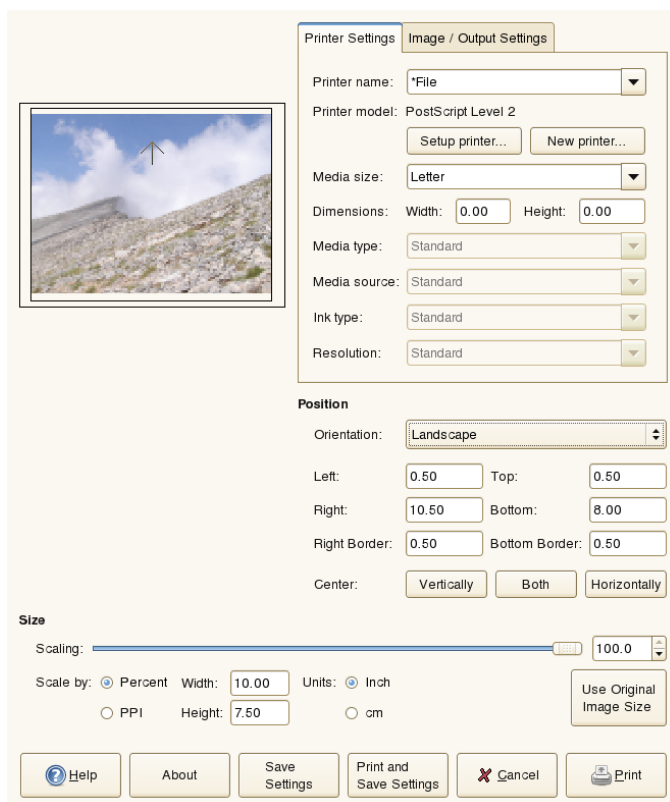 Printer Settings Image / Output Settings
Printer name: *File
Printer model: PostScript Level 2
Setup printer... New printer...
Media size: Letter
Dimensions: Width: 0.00 Height: 0.00
Media type: Standard
Media source: Standard
Ink type: Standard
Resolution: Standard
Position
Orientation: Landscape
Left: 0.50 Top: 0.50
Right: 10.50 Bottom: 8.00
Right Border: 0.50 Bottom Border: 0.50
Center: Vertically Both Horizontally
Size
Scaling: 100.0
Scale by: Percent Width: 10.00 Units: Inch
PPI Height: 7.50 cm
Use Original
Image Size
Help About Save
Settings Print and
Save Settings Cancel Print